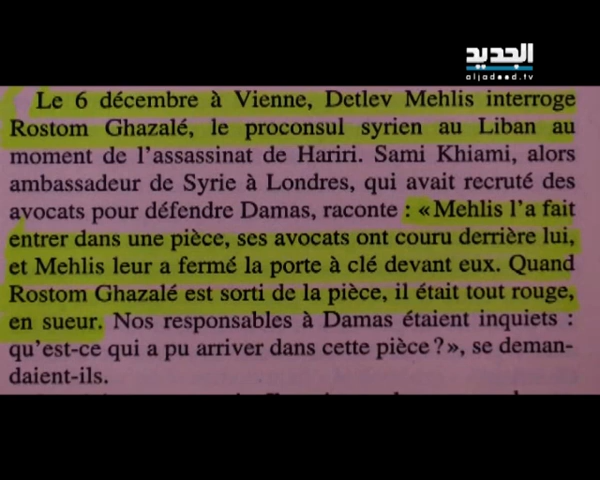 الجديد
aljadeed.tv
Le 6 décembre à Vienne, Detlev Mehlis interroge
Rostom Ghazalé, le proconsul syrien au Liban au
moment de l'assassinat de Hariri. Sami Khiami, alors
ambassadeur de Syrie à Londres, qui avait recruté des
avocats pour défendre Damas, raconte : «Mehlis l'a fait
entrer dans une pièce, ses avocats ont couru derrière lui,
et Mehlis leur a fermé la porte à clé devant eux. Quand
Rostom Ghazalé est sorti de la pièce, il était tout rouge,
en sueur. Nos responsables à Damas étaient inquiets :
qu'est-ce qui a pu arriver dans cette pièce?», se deman-
daient-ils.